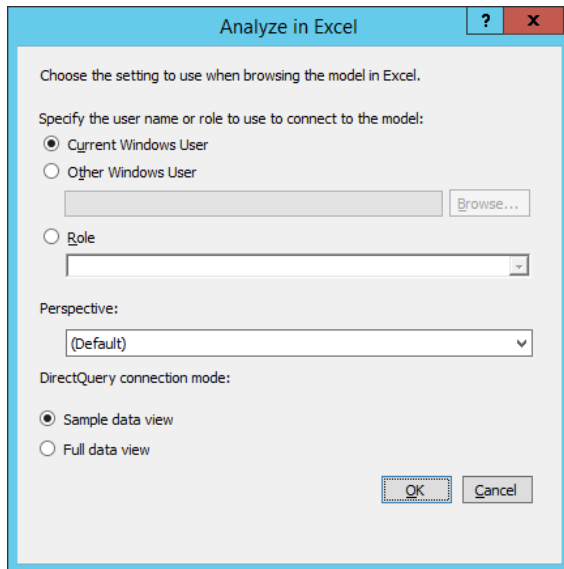 Analyze in Excel
? x
Choose the setting to use when browsing the model in Excel.
Specify the user name or role to use to connect to the model:
Current Windows User
Other Windows User
Browse...
Role
Perspective:
(Default)
DirectQuery connection mode:
Sample data view
Full data view
OK Cancel